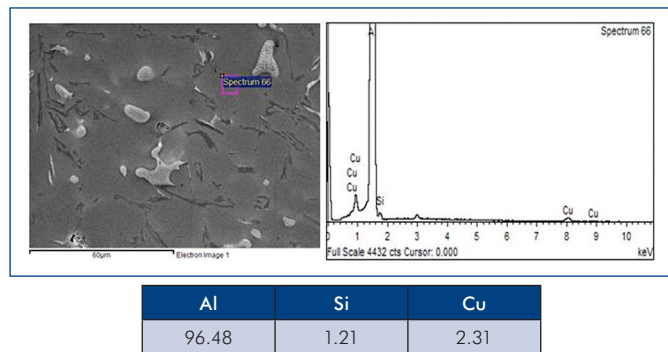 Spectrum 66
60μm
Electron Image 1
Spectrum 66
A
Cu
Cu
Cu
Si
Cu
Cu
0 1 2 3 4 5 6 7 8 9 10
Full Scale 4432 cts Cursor: 0.000
keV
Al Si Cu
96.48 1.21 2.31